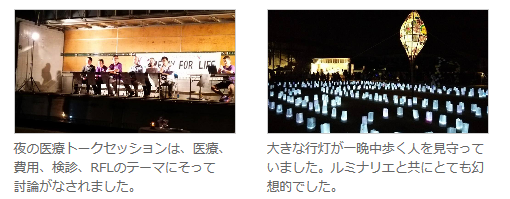 Y FOR LIFE
夜の医療トークセッションは、医療、
費用、検診、RFLのテーマにそって
討論がなされました。
大きな行灯が一晩中歩く人を見守って
いました。ルミナリエと共にとても幻
想的でした。